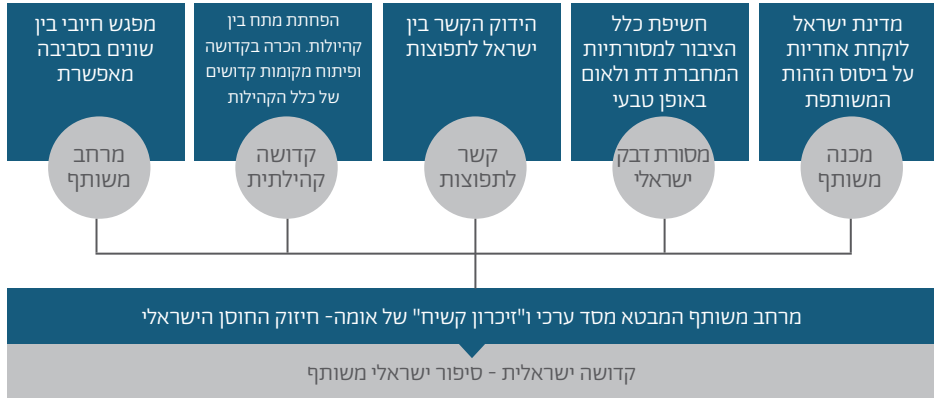 מדינת ישראל
לוקחת אחריות
על ביסוס הזהות
המשותפת
מכנה
משותף
חשיפת כלל
הציבור למסורתיות
המחברת דת ולאום
באופן טבעי
מסורת דבק
ישראלי
הידוק הקשר בין
ישראל לתפוצות
קשר
לתפוצות
הפחתת מתח בין
קהיולות. הכרה בקדושה
ופיתוח מקומות קדושים
של כלל הקהילות
קדושה
קהילתית
מפגש חיובי בין
שונים בסביבה
מאפשרת
מרחב
משותף
מרחב משותף המבטא מסד ערכי ו"זיכרון קשיח" של אומה- חיזוק החוסן הישראלי
קדושה ישראלית - סיפור ישראלי משותף